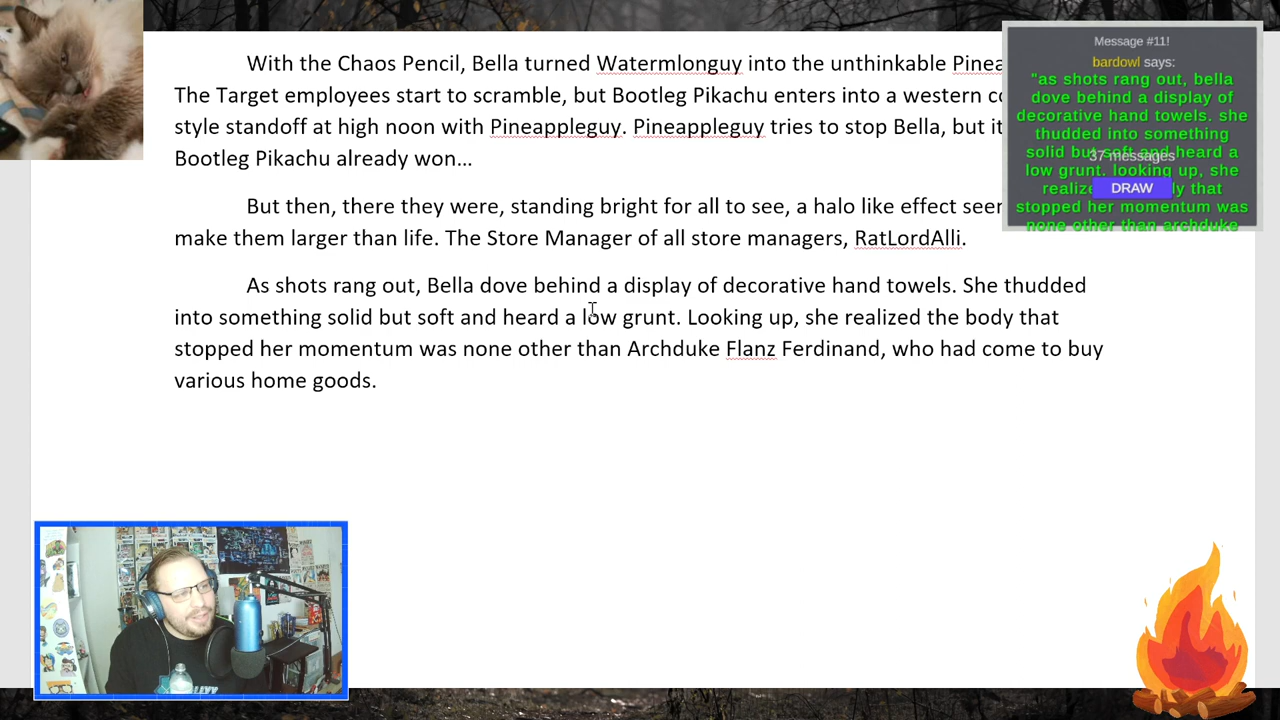 With the Chaos Pencil, Bella turned Watermlonguy into the unthinkable
The Target employees start to scramble, but Bootleg Pikachu enters into a western
style standoff at high noon with Pineappleguy. Pineappleguy tries to stop Bella, but it
Bootleg Pikachu already won...
But then, there they were, standing bright for all to see, a halo like effect
make them larger than life. The Store Manager of all store managers, RatLordAlli.
As shots rang out, Bella dove behind a display of decorative hand towels. She thudded
into something solid but soft and heard a low grunt. Looking up, she realized the body that
stopped her momentum was none other than Archduke Flanz Ferdinand, who had come to buy
various home goods.
Message #11!
bardowl says:
"as shots rang out, bella
dove behind a display of
decorative hand towels. she
thudded into something
solid but soft and heard a
37 messages
low grunt. looking up, she
DRAW
that
stopped her momentum was
none other than archduke